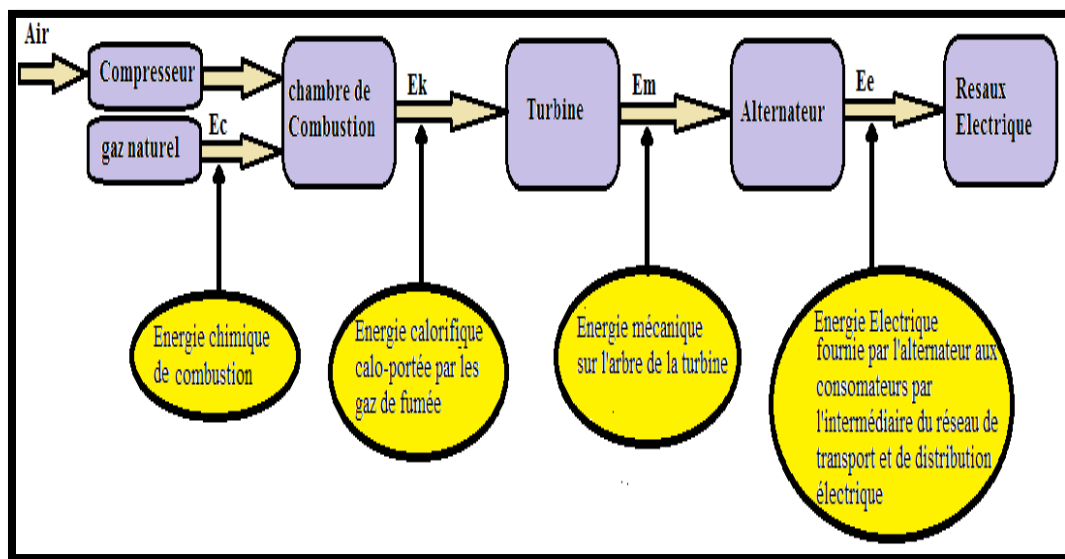 Air
Compresseur
gaz naturel
Ec
chambre de
Combustion
Ek
Turbine
Em
Alternateur
Ee
Resaux
Electrique
Energie chimique
de combustion
Energie calorifique
calo-portée par les
gaz de fumée
Energie mécanique
sur l'arbre de la turbine
Energie Electrique
fournie par l'altérnateur aux
consomateurs par
l'intermédiaire du réseau de
transport et de distribution
électrique